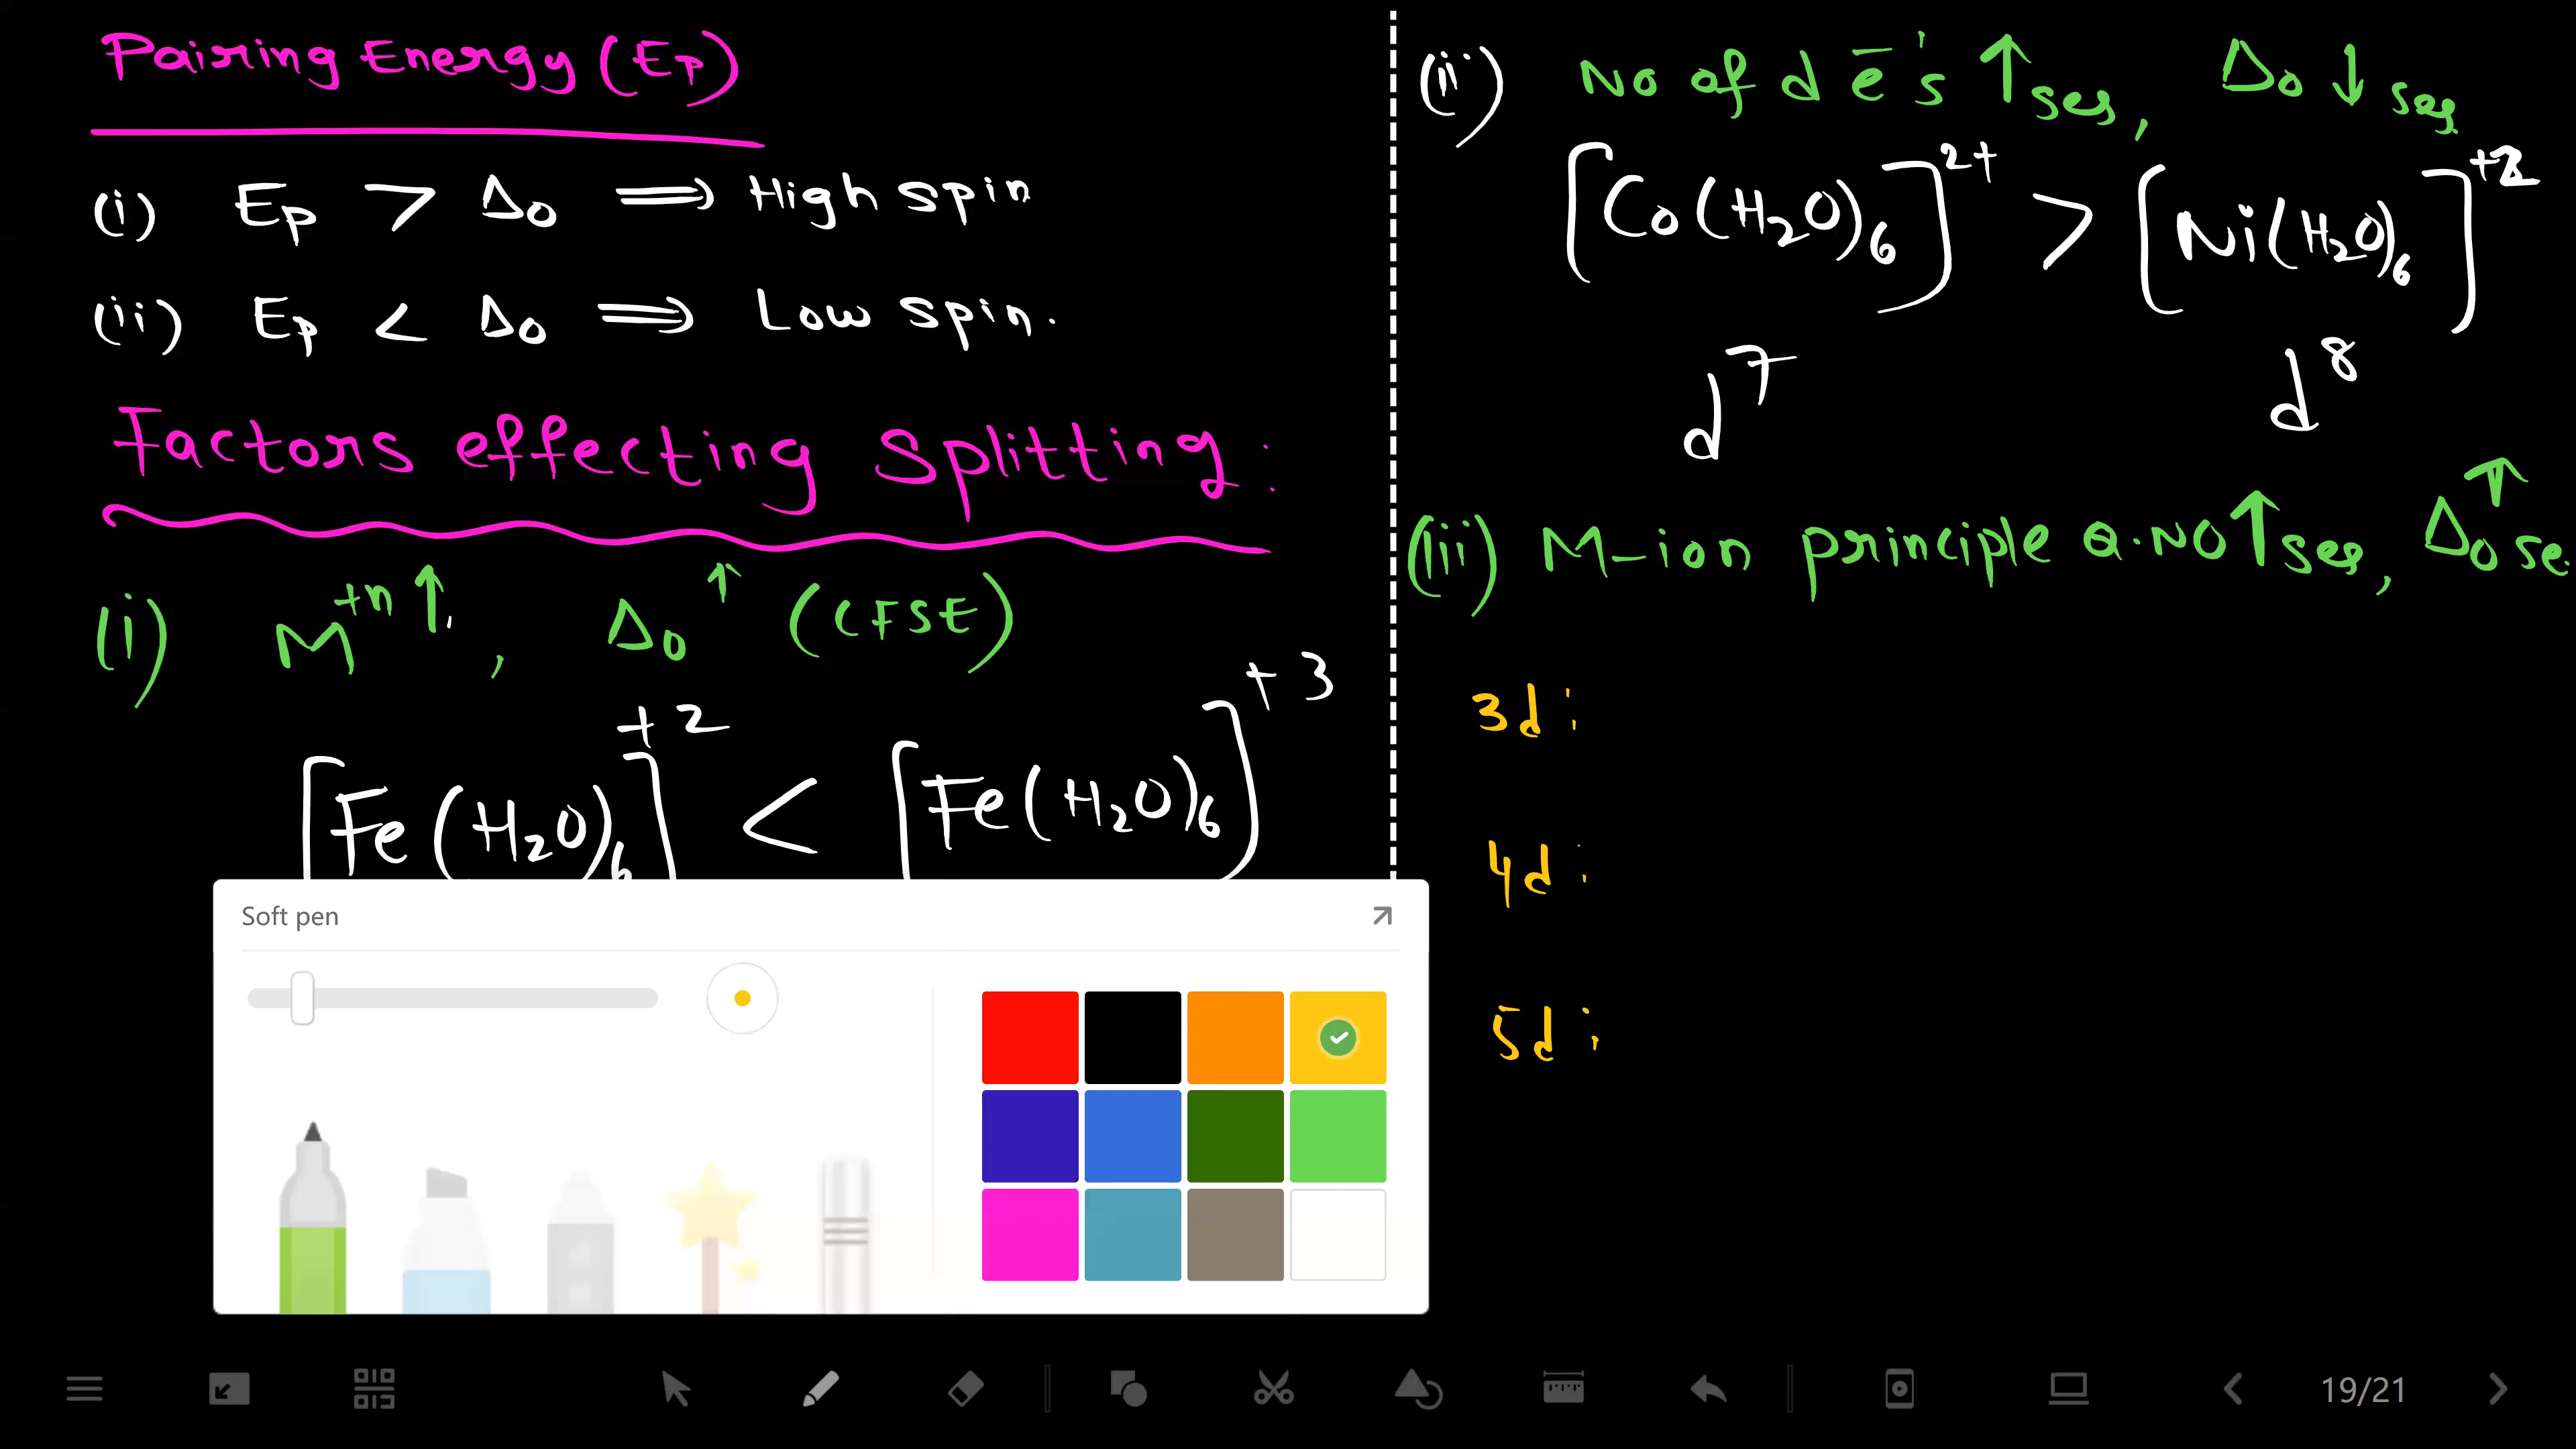 Pairing Energy (Ep)
(i) Ep > Δo ⟹ High spin
(ii) Ep < Δo ⟹ Low spin.
Factors effecting Splitting:
(i) M⁺ⁿ ↑, Δo ↑ (CFSE)
[Fe(H₂O)₆]⁺² < [Fe(H₂O)₆]⁺³
(ii) No of d ē's ↑ses, Δo ↓ses
[Co(H₂O)₆]²⁺ > [Ni(H₂O)₆]⁺²
d⁷ d⁸
(iii) M-ion principle Q.NO ↑ses, Δo ↑se.
3d:
4d:
5d:
Soft pen
19/21